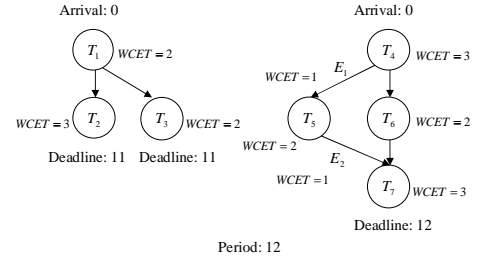 Arrival: 0
Arrival: 0
T1
WCET = 2
T4
WCET = 3
E1
WCET = 1
WCET = 3
T2
T3
WCET = 2
T5
T6
WCET = 2
WCET = 2
Deadline: 11
Deadline: 11
E2
WCET = 1
T7
WCET = 3
Deadline: 12
Period: 12